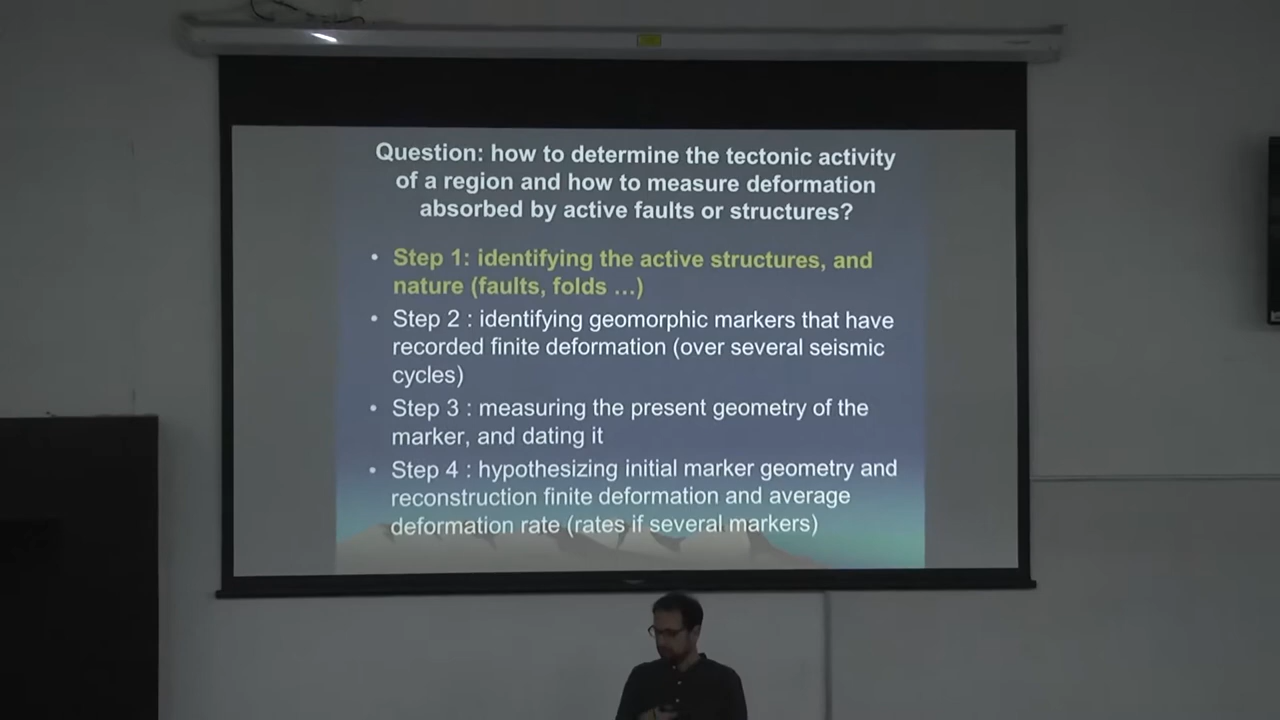 Question: how to determine the tectonic activity
of a region and how to measure deformation
absorbed by active faults or structures?
• Step 1: identifying the active structures, and
nature (faults, folds ...)
• Step 2 : identifying geomorphic markers that have
recorded finite deformation (over several seismic
cycles)
• Step 3 : measuring the present geometry of the
marker, and dating it
• Step 4 : hypothesizing initial marker geometry and
reconstruction finite deformation and average
deformation rate (rates if several markers)